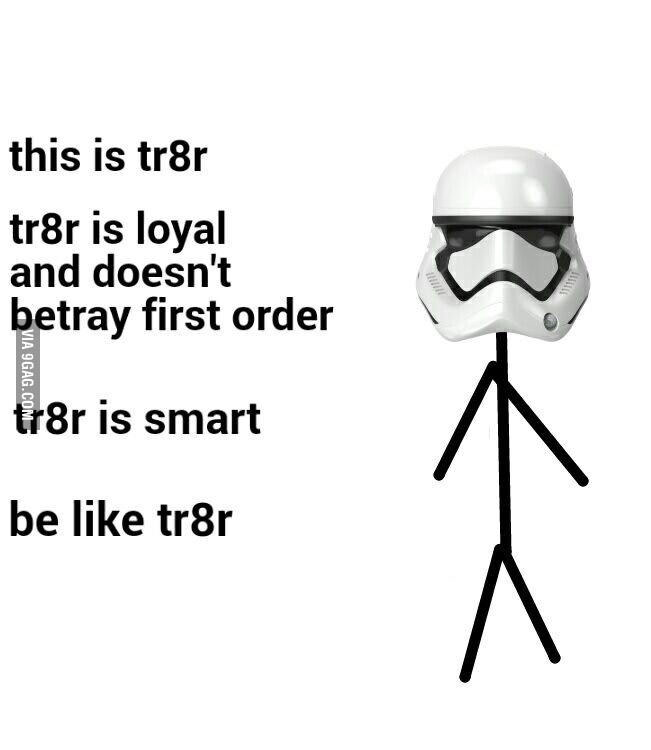 this is tr8r
tr8r is loyal
and doesn't
betray first order
VIA 9GAG.COM
tr8r is smart
be like tr8r